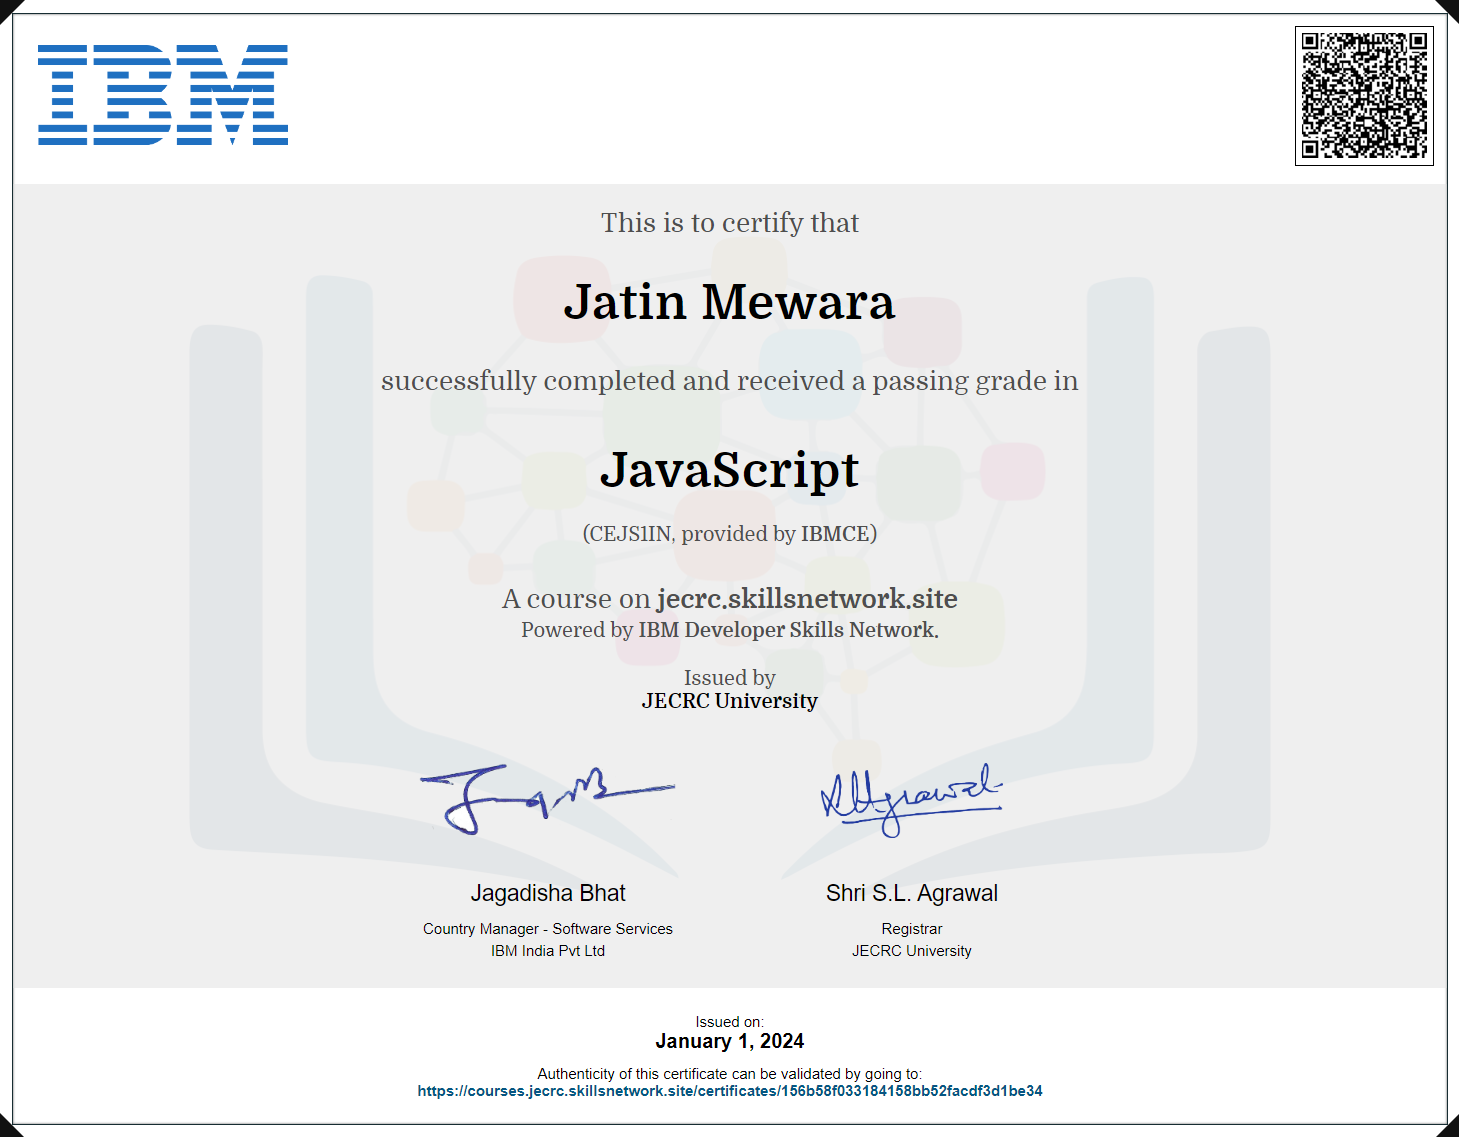 IBM
This is to certify that
Jatin Mewara
successfully completed and received a passing grade in
JavaScript
(CEJS1IN, provided by IBMCE)
A course on jecrc.skillsnetwork.site
Powered by IBM Developer Skills Network.
Issued by
JECRC University
Jagadisha Bhat
Country Manager - Software Services
IBM India Pvt Ltd
Shri S.L. Agrawal
Registrar
JECRC University
Issued on:
January 1, 2024
Authenticity of this certificate can be validated by going to:
https://courses.jecrc.skillsnetwork.site/certificates/156b58f033184158bb52facdf3d1be34